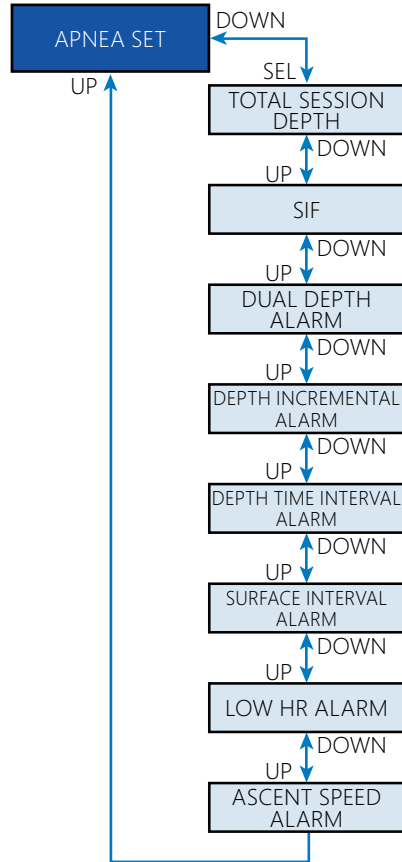 APNEA SET
DOWN
UP
SEL
TOTAL SESSION
DEPTH
DOWN
UP
SIF
DOWN
UP
DUAL DEPTH
ALARM
DOWN
UP
DEPTH INCREMENTAL
ALARM
DOWN
UP
DEPTH TIME INTERVAL
ALARM
DOWN
UP
SURFACE INTERVAL
ALARM
DOWN
UP
LOW HR ALARM
DOWN
UP
ASCENT SPEED
ALARM